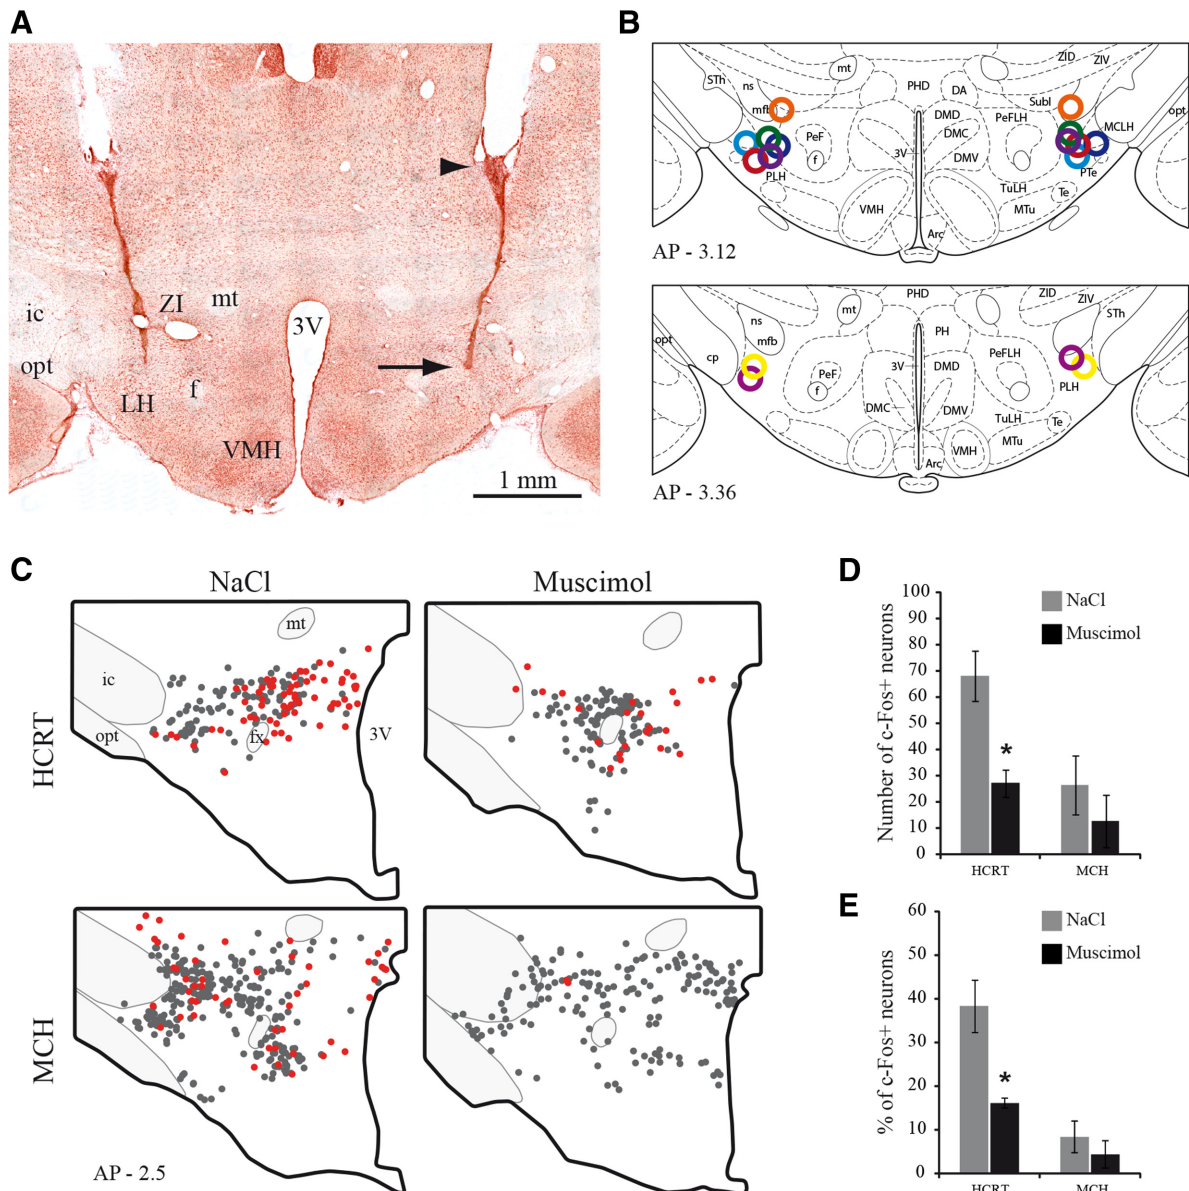 A
ic
ZI
mt
3V
opt
f
LH
VMH
1 mm
B
STh
ns
mfb
mt
PHD
DA
ZID
ZIV
SubI
opt
DMD
PeFLH
DMC
MCLH
PeF
3V
f
DMV
PLH
PTe
TuLH
Te
VMH
MTu
Arc
AP - 3.12
PHD
ZID
ZIV
mt
STh
ns
PH
opt
mfb
cp
PeFLH
3V
DMD
PeF
f
PLH
DMC
DMV
TuLH
Te
MTu
VMH
Arc
AP - 3.36
C
NaCl
Muscimol
HCRT
mt
ic
opt
fx
3V
MCH
AP - 2.5
D
Number of c-Fos+ neurons
100
90
80
70
60
50
40
30
20
10
0
NaCl
Muscimol
*
HCRT
MCH
E
% of c-Fos+ neurons
60
50
40
30
20
10
0
NaCl
Muscimol
*
HCRT
MCH